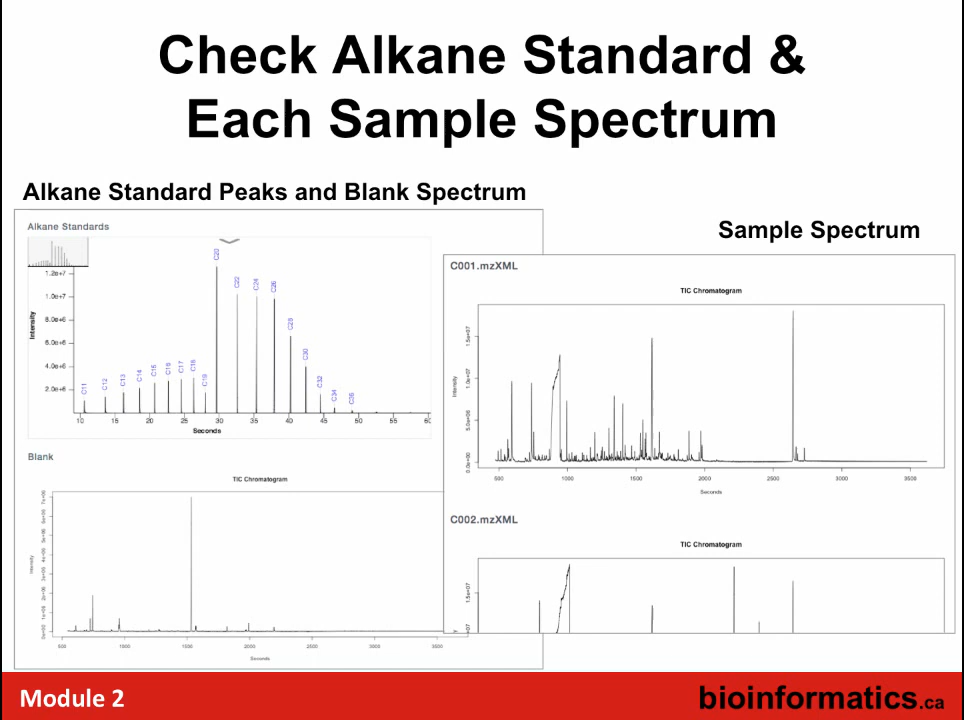 Check Alkane Standard &
Each Sample Spectrum
Alkane Standard Peaks and Blank Spectrum
Sample Spectrum
Alkane Standards
1.2e+7
1.0e+7
8.0e+6
6.0e+6
4.0e+6
2.0e+6
Intensity
C11
C12
C13
C14
C15
C16
C17
C18
C19
C20
C22
C24
C26
C28
C30
C32
C34
C36
10 15 20 25 30 35 40 45 50 55
Seconds
Blank
TIC Chromatogram
Intensity
500 1000 1500 2000 2500 3000 3500
Seconds
C001.mzXML
TIC Chromatogram
Intensity
1.5e+07
1.0e+07
5.0e+06
0.0e+00
500 1000 1500 2000 2500 3000 3500
Seconds
C002.mzXML
TIC Chromatogram
1.5e+07
Module 2
bioinformatics.ca